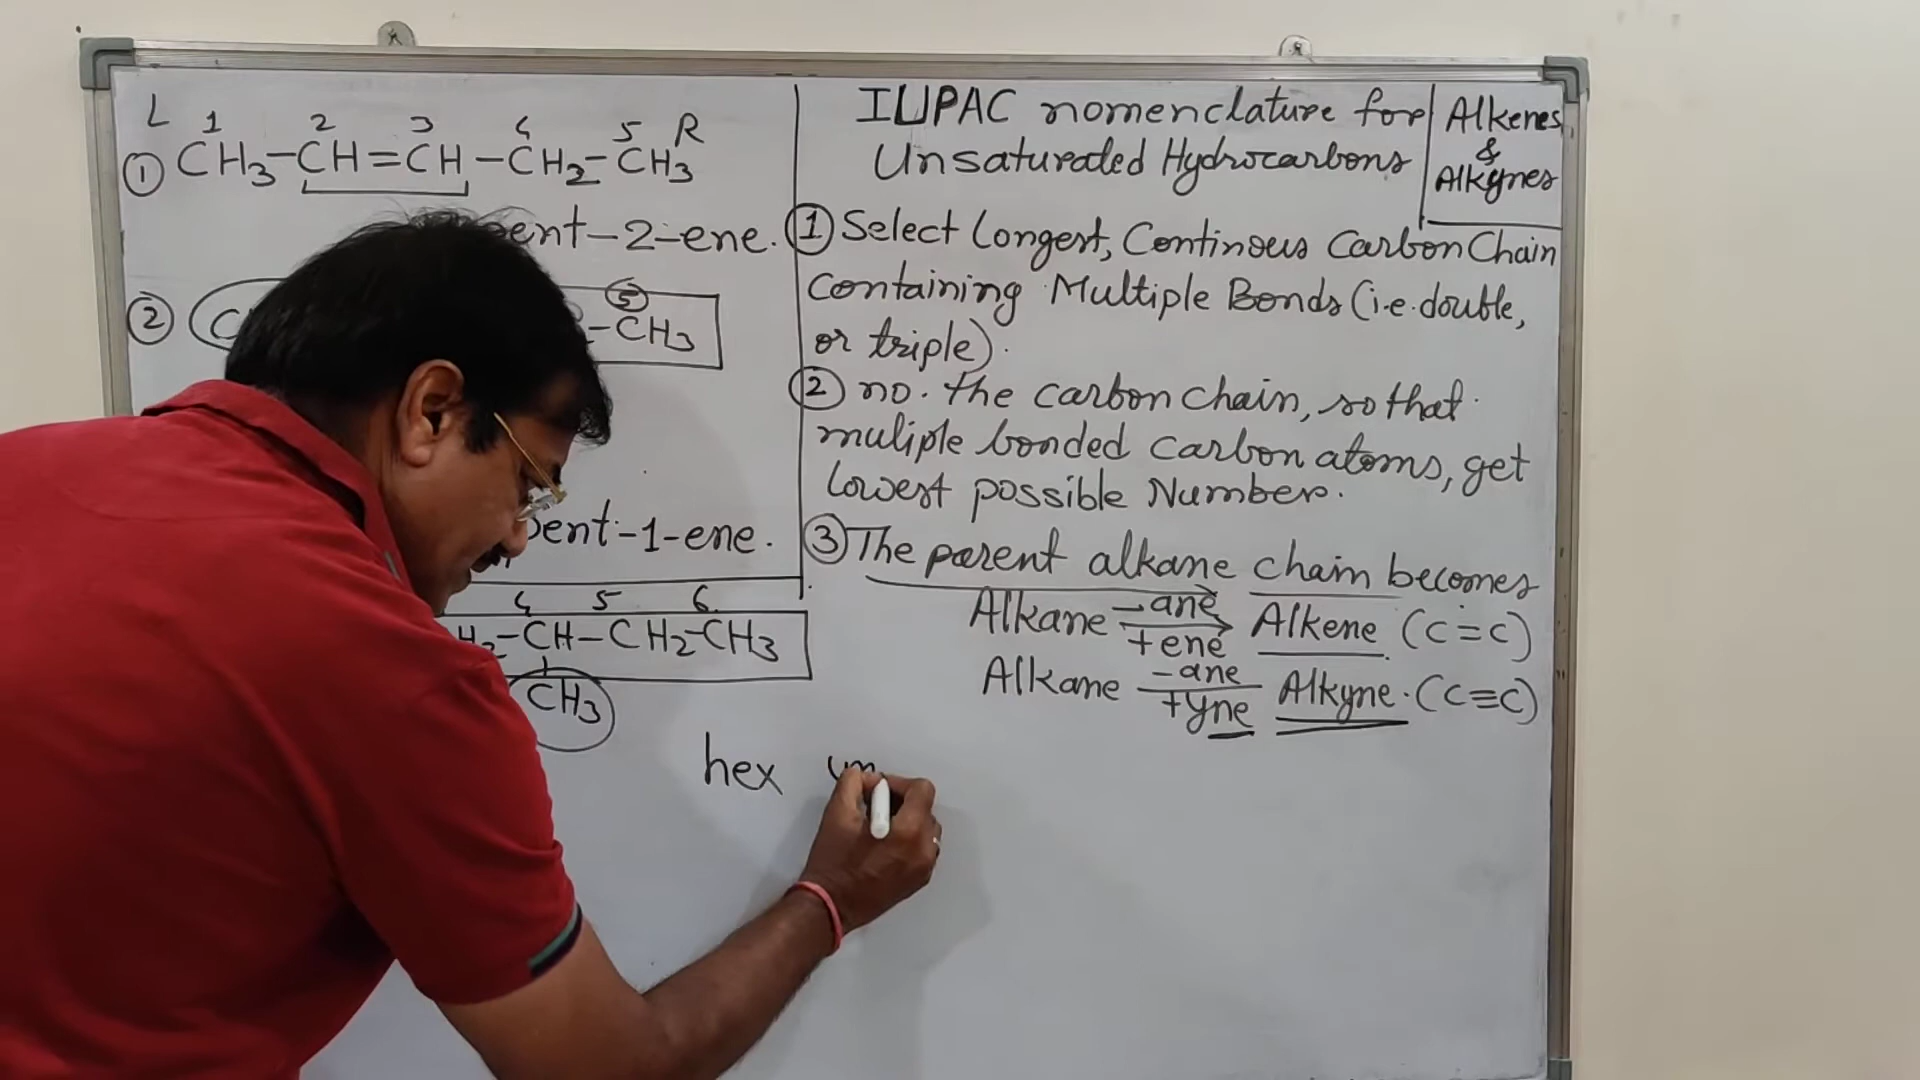 L 1 2 3 4 5 R
① CH3-CH=CH-CH2-CH3
ent-2-ene.
② C 5 -CH3
ent-1-ene.
4 5 6
H2-CH-CH2-CH3
CH3
hex yn
IUPAC nomenclature for
Unsaturated Hydrocarbons
Alkenes
&
Alkynes
① Select longest, Continous Carbon Chain
Containing Multiple Bonds (i.e. double,
or triple).
② no. the carbon chain, so that
muliple bonded carbon atoms, get
lowest possible Number.
③ The parent alkane chain becomes
Alkane -ane +ene Alkene (C=C)
Alkane -ane +yne Alkyne. (C≡C)